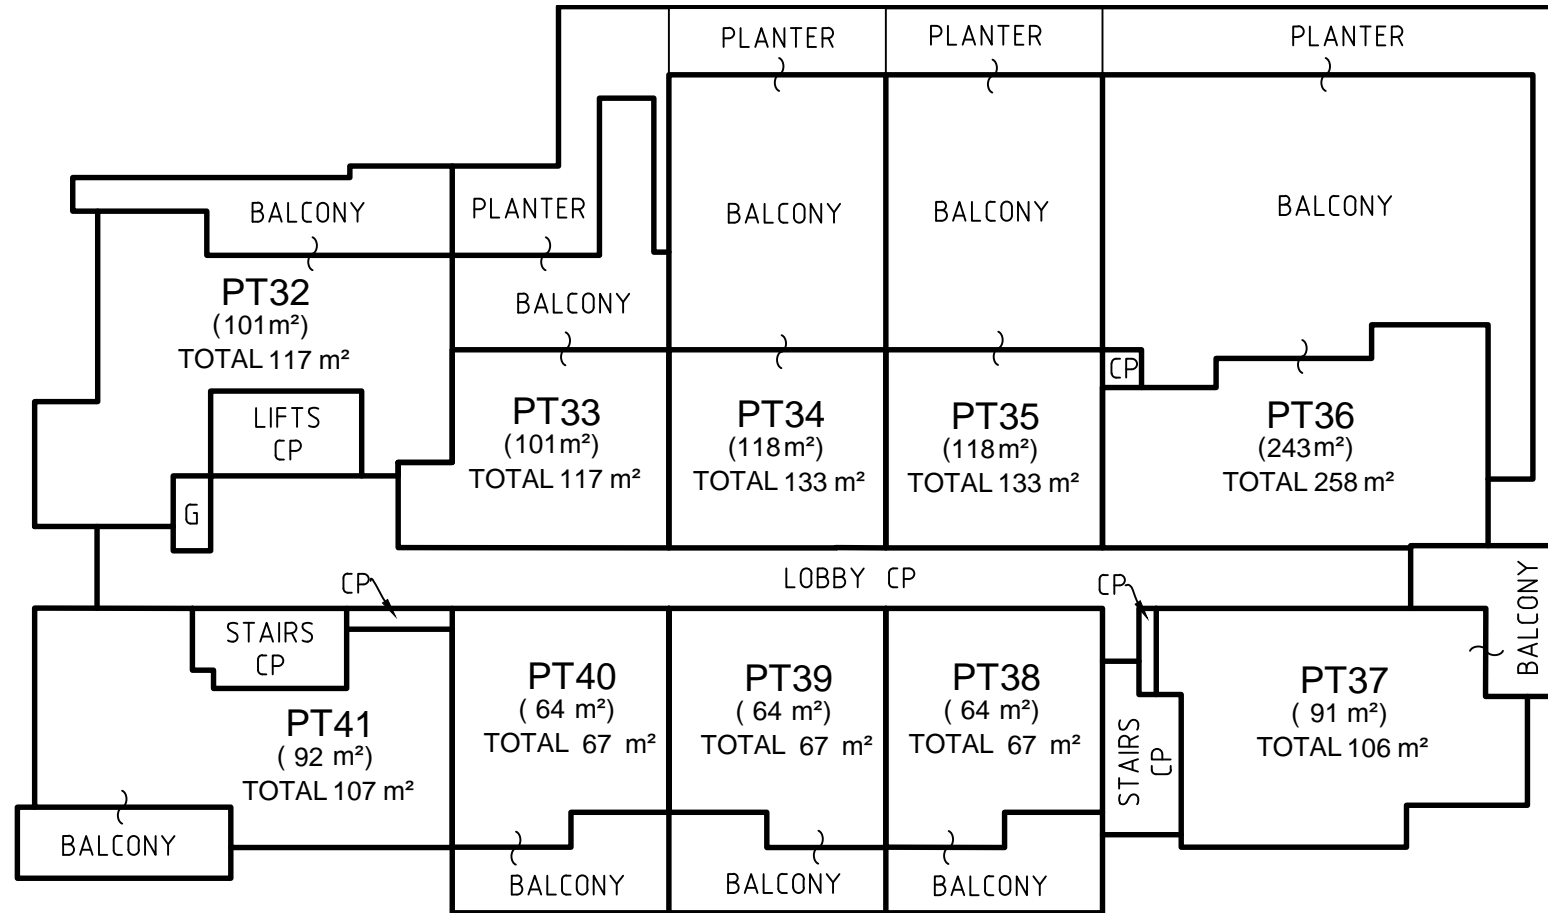 PLANTER
PLANTER
PLANTER
BALCONY
PLANTER
BALCONY
BALCONY
BALCONY
PT32
(101m²)
TOTAL 117 m²
BALCONY
CP
LIFTS
CP
PT33
(101m²)
TOTAL 117 m²
PT34
(118m²)
TOTAL 133 m²
PT35
(118m²)
TOTAL 133 m²
PT36
(243m²)
TOTAL 258 m²
G
LOBBY CP
CP
CP
BALCONY
STAIRS
CP
PT41
( 92 m²)
TOTAL 107 m²
PT40
( 64 m²)
TOTAL 67 m²
PT39
( 64 m²)
TOTAL 67 m²
PT38
( 64 m²)
TOTAL 67 m²
STAIRS
CP
PT37
( 91 m²)
TOTAL 106 m²
BALCONY
BALCONY
BALCONY
BALCONY